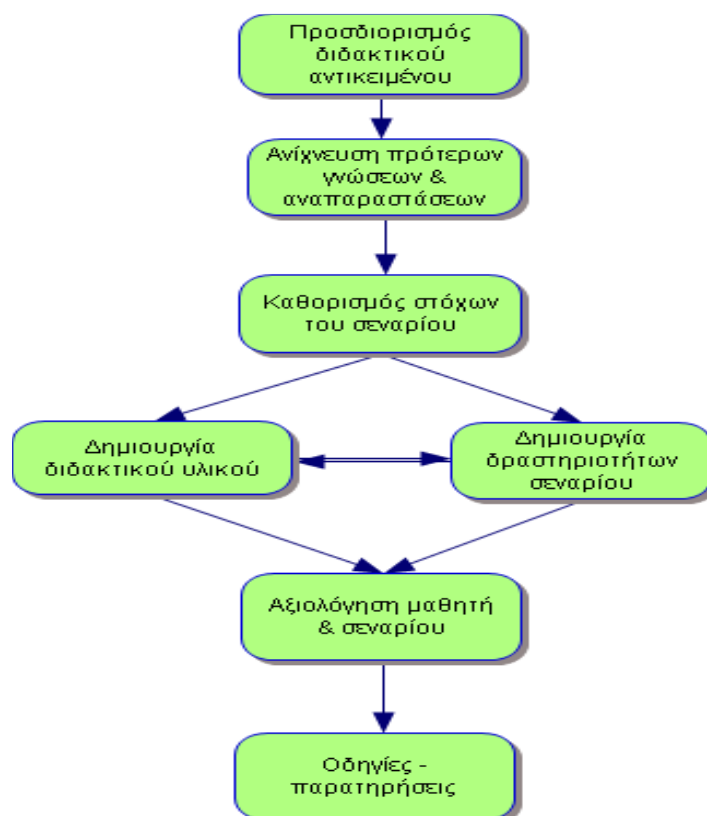 Προσδιορισμός
διδακτικού
αντικειμένου
Ανίχνευση πρότερων
γνώσεων &
αναπαραστάσεων
Καθορισμός στόχων
του σεναρίου
Δημιουργία
διδακτικού υλικού
Δημιουργία
δραστηριοτήτων
σεναρίου
Αξιολόγηση μαθητή
& σεναρίου
Οδηγίες -
παρατηρήσεις